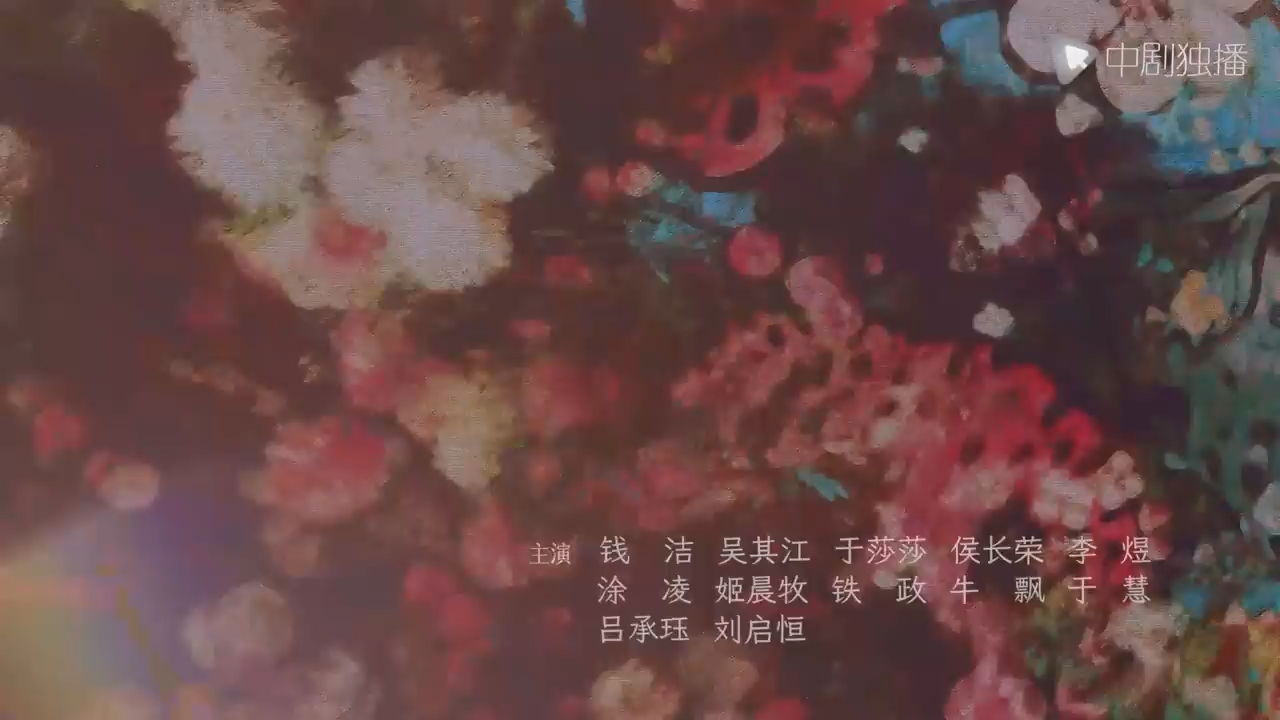 中剧独播
主演 钱 洁 吴其江 于莎莎 侯长荣 李 煜
涂 凌 姬晨牧 铁 政 牛 飘 于 慧
吕承珏 刘启恒